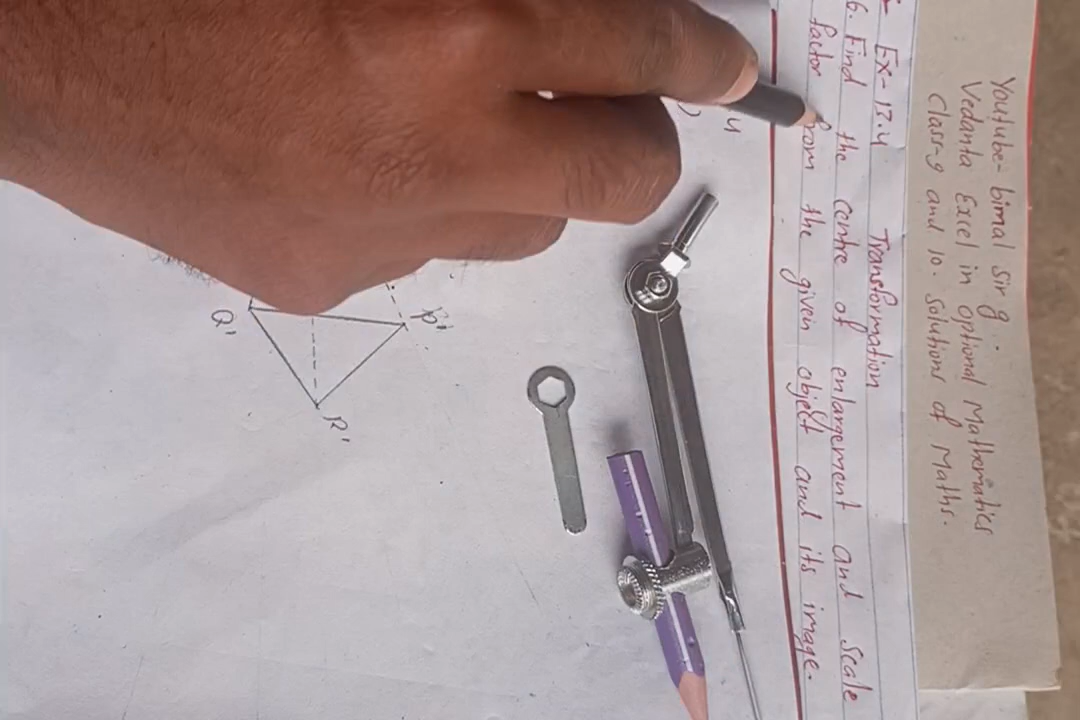 Youtube- bimal sir g.
Vedanta Excel in Optional Mathematics
Class-9 and 10. Solutions of Maths.
Ex- 12.4 Transformation
6. Find the centre of enlargement and scale
factor from the given object and its image.
P'
Q'
R'